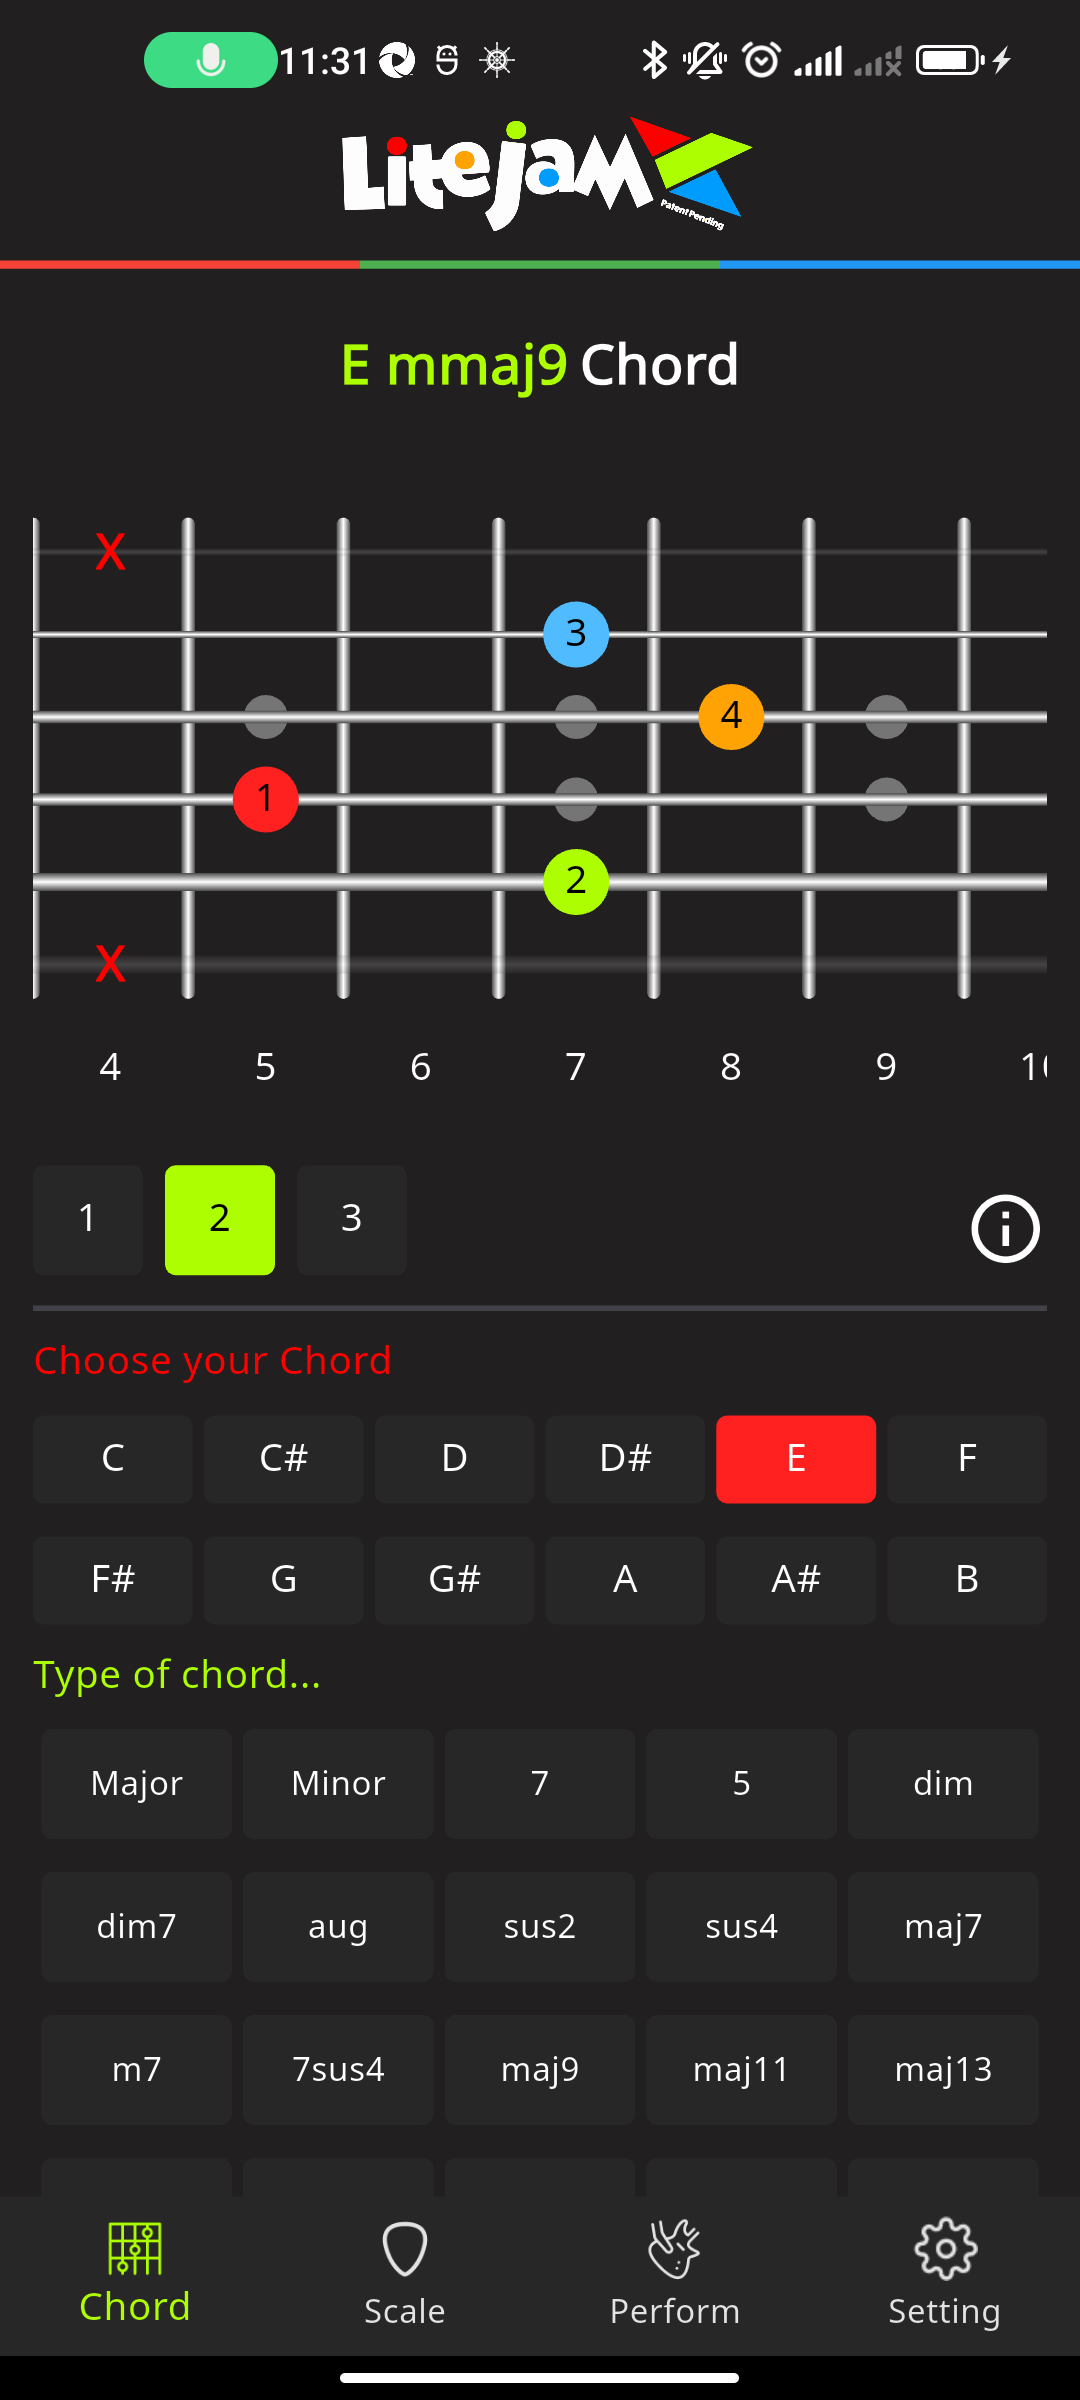 11:31
Litejam
Patent Pending
E mmaj9 Chord
X
3
4
1
2
X
4 5 6 7 8 9
1 2 3
Choose your Chord
C C# D D# E F
F# G G# A A# B
Type of chord...
Major Minor 7 5 dim
dim7 aug sus2 sus4 maj7
m7 7sus4 maj9 maj11 maj13
Chord Scale Perform Setting